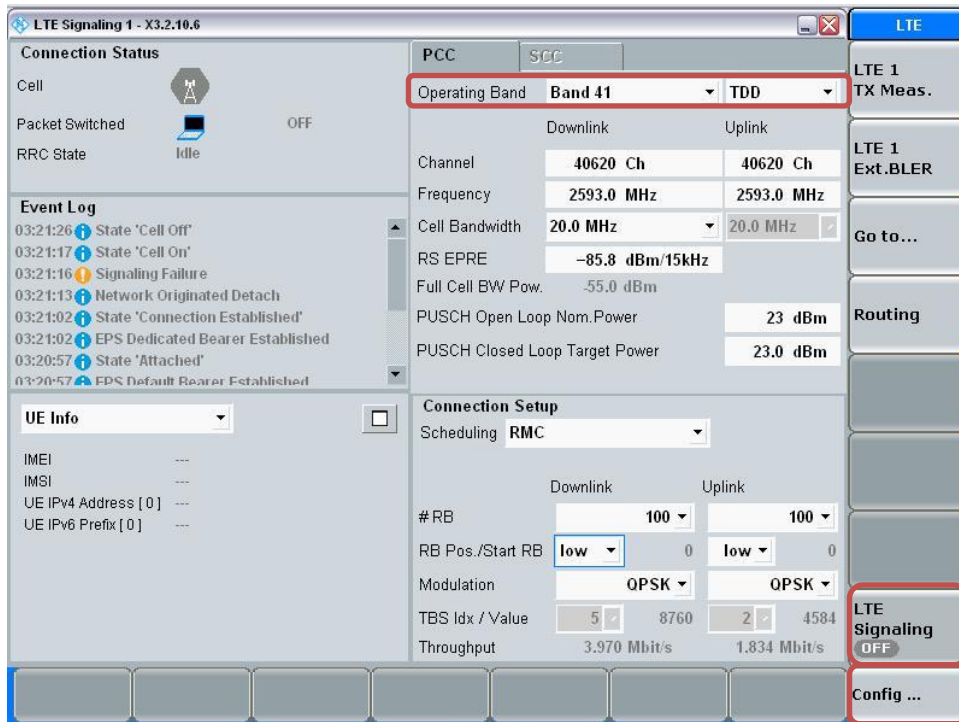 LTE Signaling 1 - X3.2.10.6
LTE
Connection Status
Cell
Packet Switched OFF
RRC State Idle
Event Log
03:21:26 State 'Cell Off'
03:21:17 State 'Cell On'
03:21:16 Signaling Failure
03:21:13 Network Originated Detach
03:21:02 State 'Connection Established'
03:21:02 EPS Dedicated Bearer Established
03:20:57 State 'Attached'
03:20:57 EPS Default Bearer Established
UE Info
IMEI ---
IMSI ---
UE IPv4 Address [ 0 ] ---
UE IPv6 Prefix [ 0 ] ---
PCC SCC
Operating Band Band 41 TDD
Downlink Uplink
Channel 40620 Ch 40620 Ch
Frequency 2593.0 MHz 2593.0 MHz
Cell Bandwidth 20.0 MHz 20.0 MHz
RS EPRE −85.8 dBm/15kHz
Full Cell BW Pow. -55.0 dBm
PUSCH Open Loop Nom.Power 23 dBm
PUSCH Closed Loop Target Power 23.0 dBm
Connection Setup
Scheduling RMC
Downlink Uplink
# RB 100 100
RB Pos./Start RB low 0 low 0
Modulation QPSK QPSK
TBS Idx / Value 5 8760 2 4584
Throughput 3.970 Mbit/s 1.834 Mbit/s
LTE 1
TX Meas.
LTE 1
Ext.BLER
Go to...
Routing
LTE
Signaling
OFF
Config ...